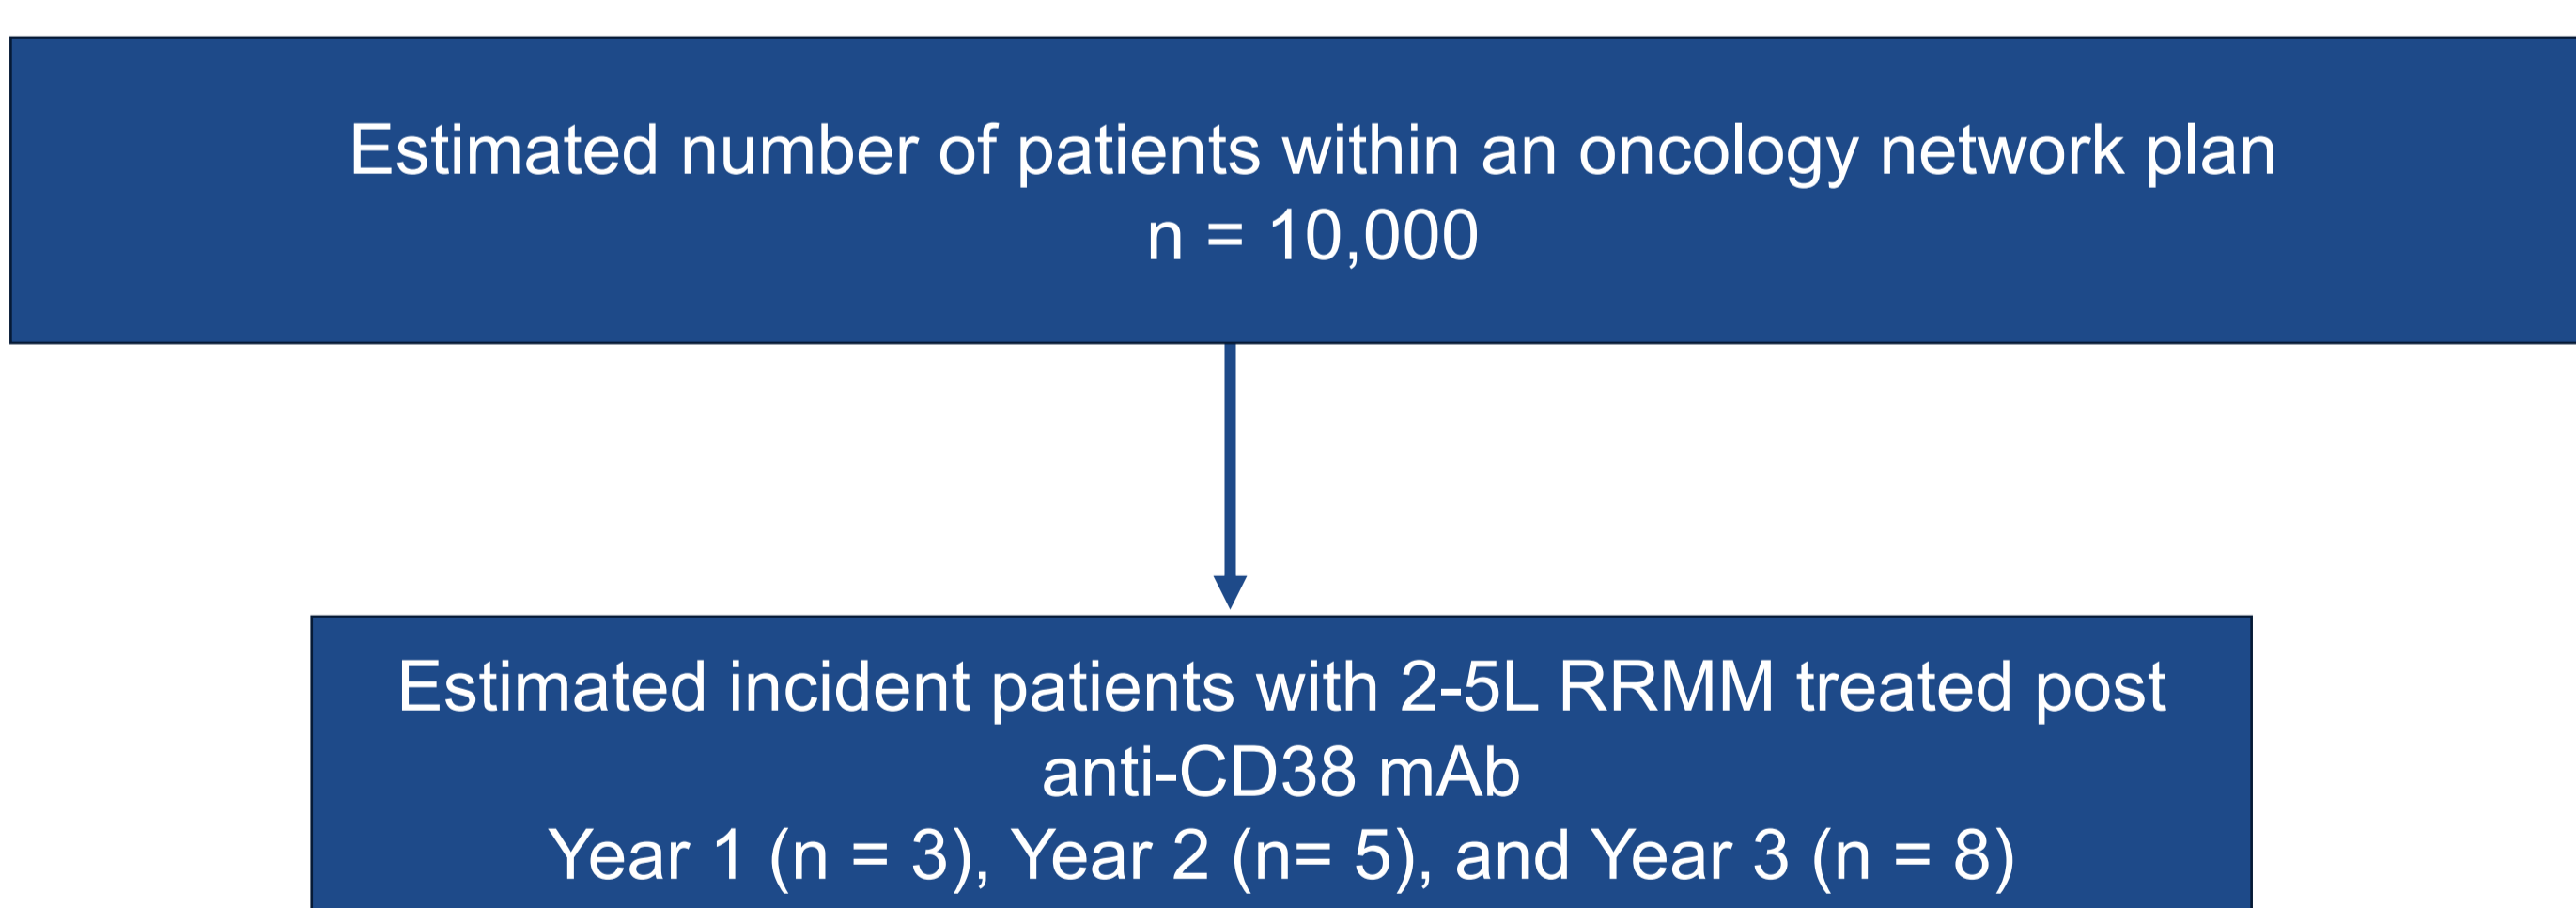 Estimated number of patients within an oncology network plan
n = 10,000
Estimated incident patients with 2-5L RRMM treated post
anti-CD38 mAb
Year 1 (n = 3), Year 2 (n= 5), and Year 3 (n = 8)